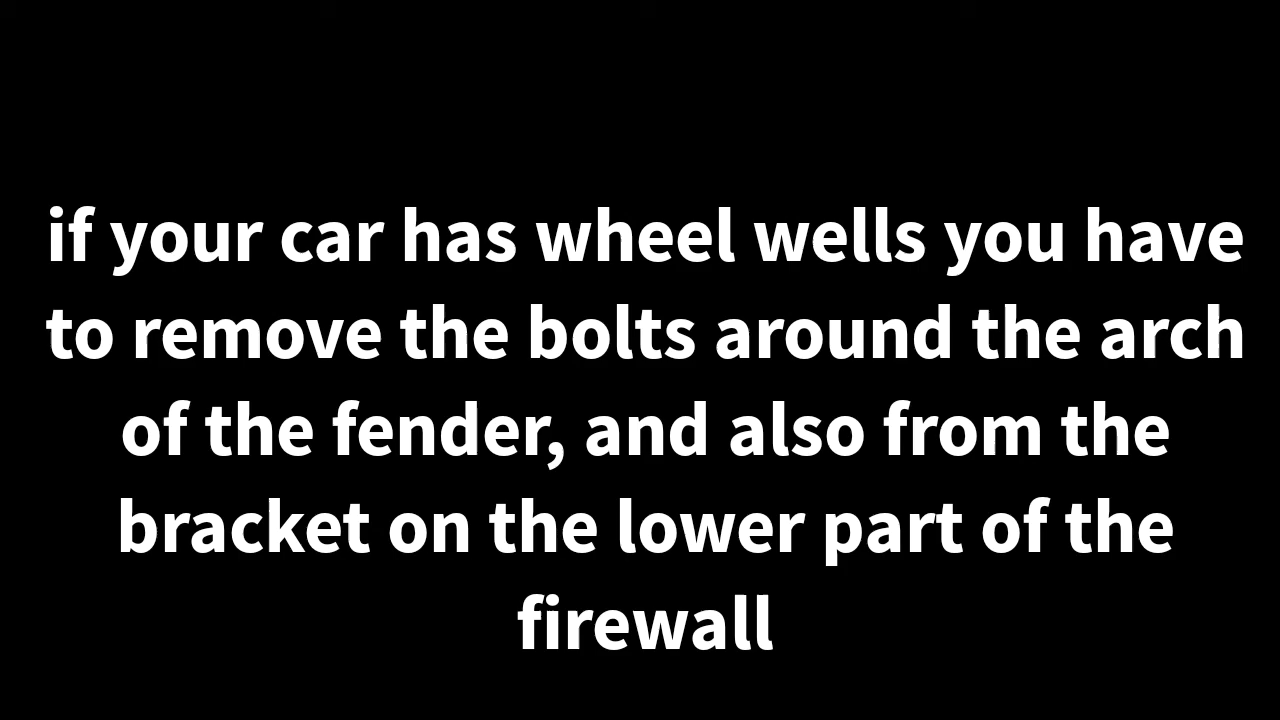 if your car has wheel wells you have
to remove the bolts around the arch
of the fender, and also from the
bracket on the lower part of the
firewall